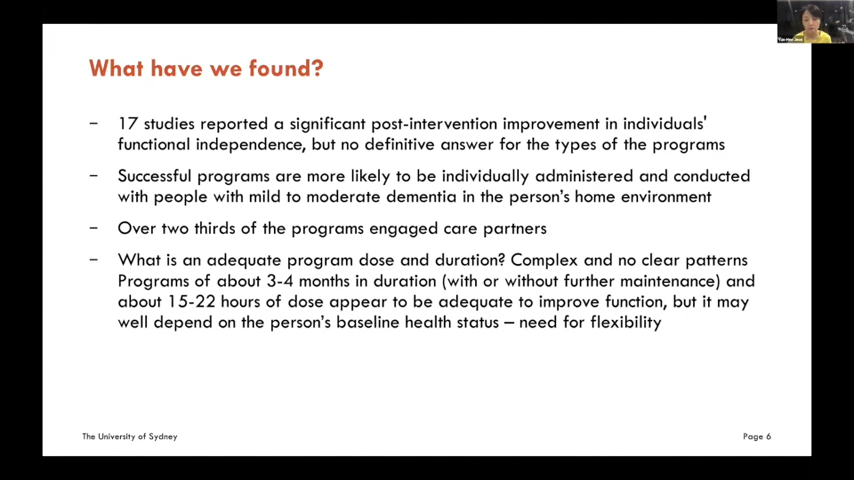 What have we found?
– 17 studies reported a significant post-intervention improvement in individuals'
functional independence, but no definitive answer for the types of the programs
– Successful programs are more likely to be individually administered and conducted
with people with mild to moderate dementia in the person's home environment
– Over two thirds of the programs engaged care partners
– What is an adequate program dose and duration? Complex and no clear patterns
Programs of about 3-4 months in duration (with or without further maintenance) and
about 15-22 hours of dose appear to be adequate to improve function, but it may
well depend on the person's baseline health status – need for flexibility
The University of Sydney
Page 6